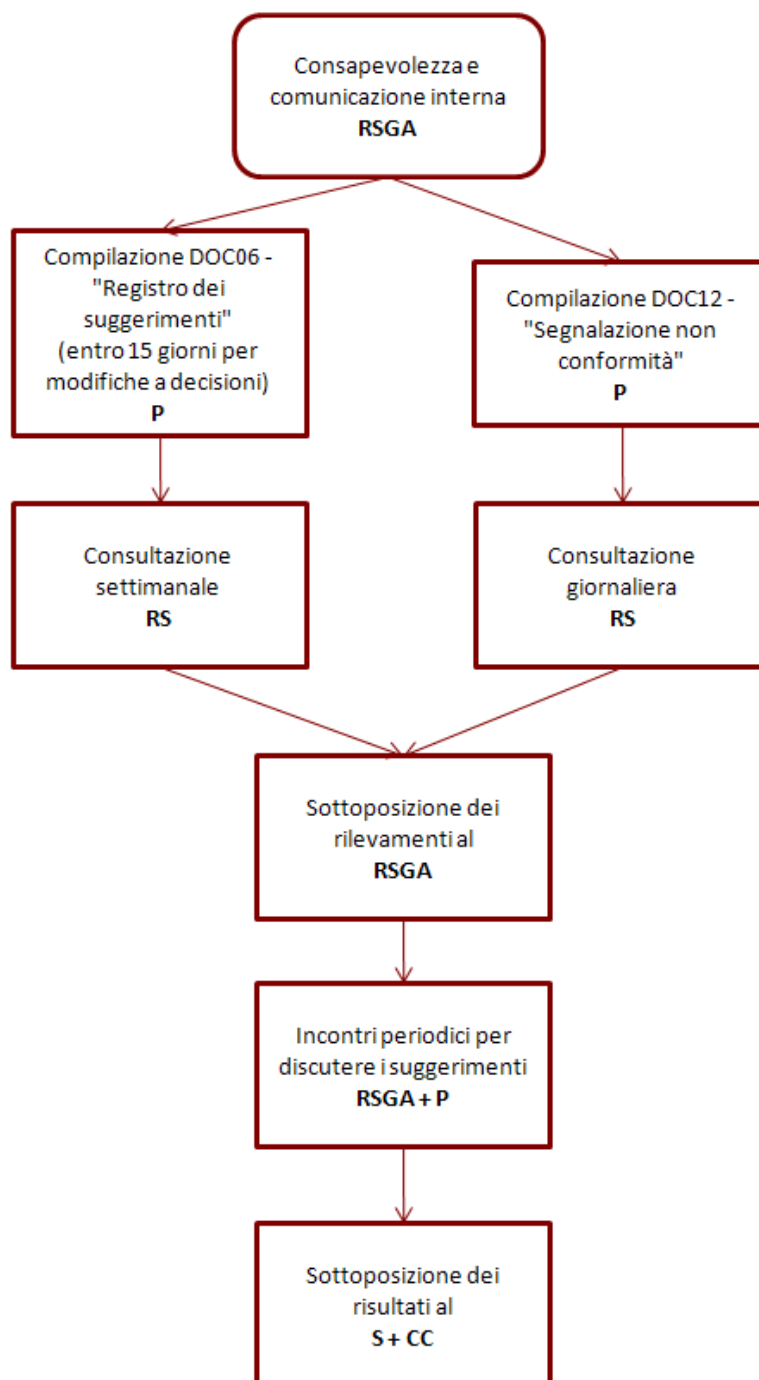 Consapevolezza e
comunicazione interna
RSGA
Compilazione DOC06 -
"Registro dei
suggerimenti"
(entro 15 giorni per
modifiche a decisioni)
P
Compilazione DOC12 -
"Segnalazione non
conformità"
P
Consultazione
settimanale
RS
Consultazione
giornaliera
RS
Sottoposizione dei
rilevamenti al
RSGA
Incontri periodici per
discutere i suggerimenti
RSGA + P
Sottoposizione dei
risultati al
S + CC